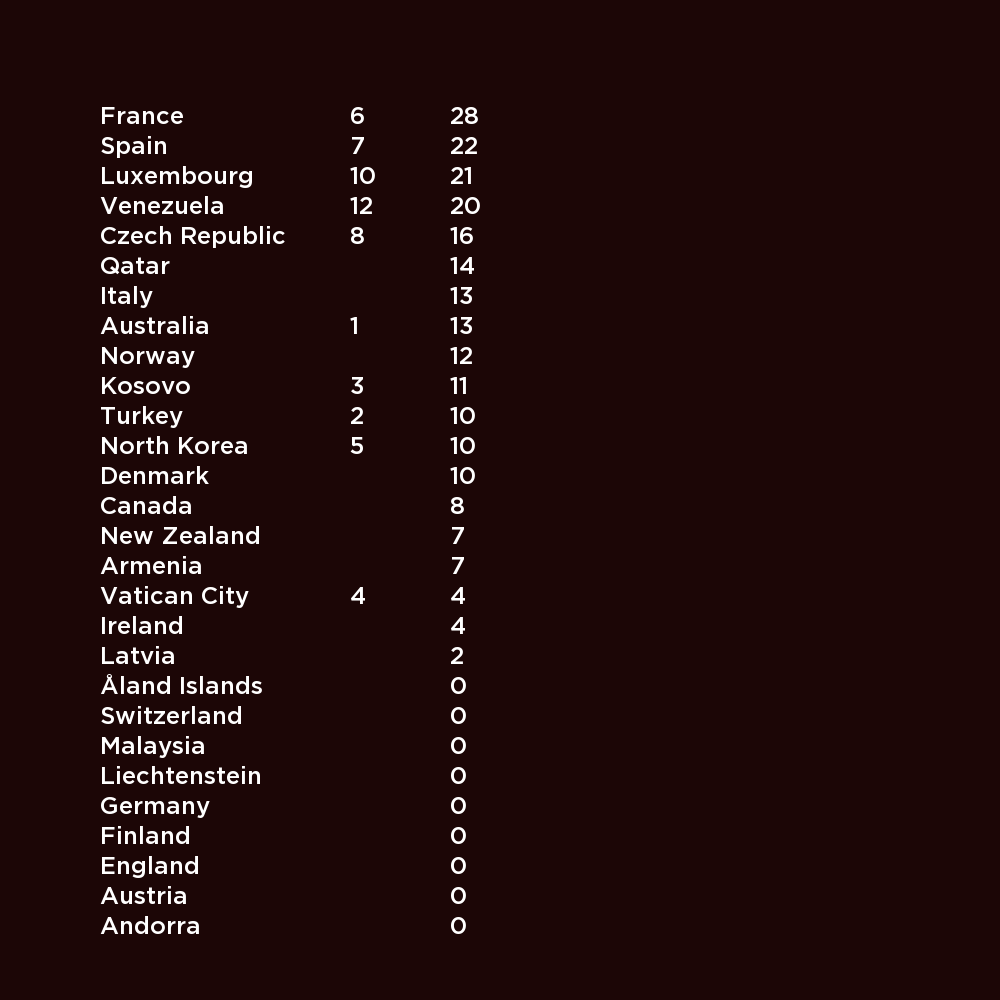 France 6 28
Spain 7 22
Luxembourg 10 21
Venezuela 12 20
Czech Republic 8 16
Qatar 14
Italy 13
Australia 1 13
Norway 12
Kosovo 3 11
Turkey 2 10
North Korea 5 10
Denmark 10
Canada 8
New Zealand 7
Armenia 7
Vatican City 4 4
Ireland 4
Latvia 2
Åland Islands 0
Switzerland 0
Malaysia 0
Liechtenstein 0
Germany 0
Finland 0
England 0
Austria 0
Andorra 0